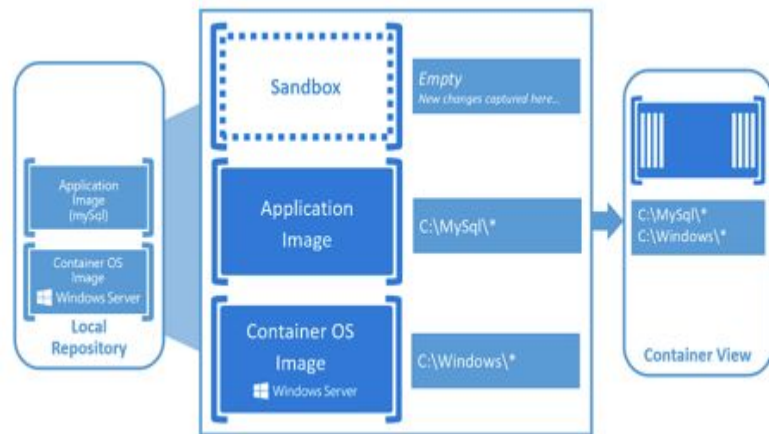 Application
Image
(mySql)
Container OS
Image
Windows Server
Local
Repository
Sandbox
Empty
New changes captured here...
Application
Image
C:\MySql\*
Container OS
Image
Windows Server
C:\Windows\*
C:\MySql\*
C:\Windows\*
Container View